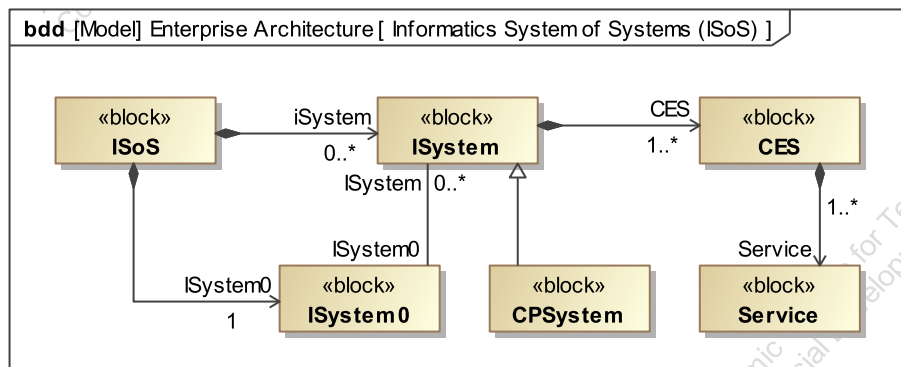 bdd [Model] Enterprise Architecture [ Informatics System of Systems (ISoS) ]
«block»
ISoS
iSystem
0..*
«block»
ISystem
CES
1..*
«block»
CES
ISystem
0..*
1..*
ISystem0
1
ISystem0
«block»
ISystem0
«block»
CPSystem
Service
«block»
Service
for